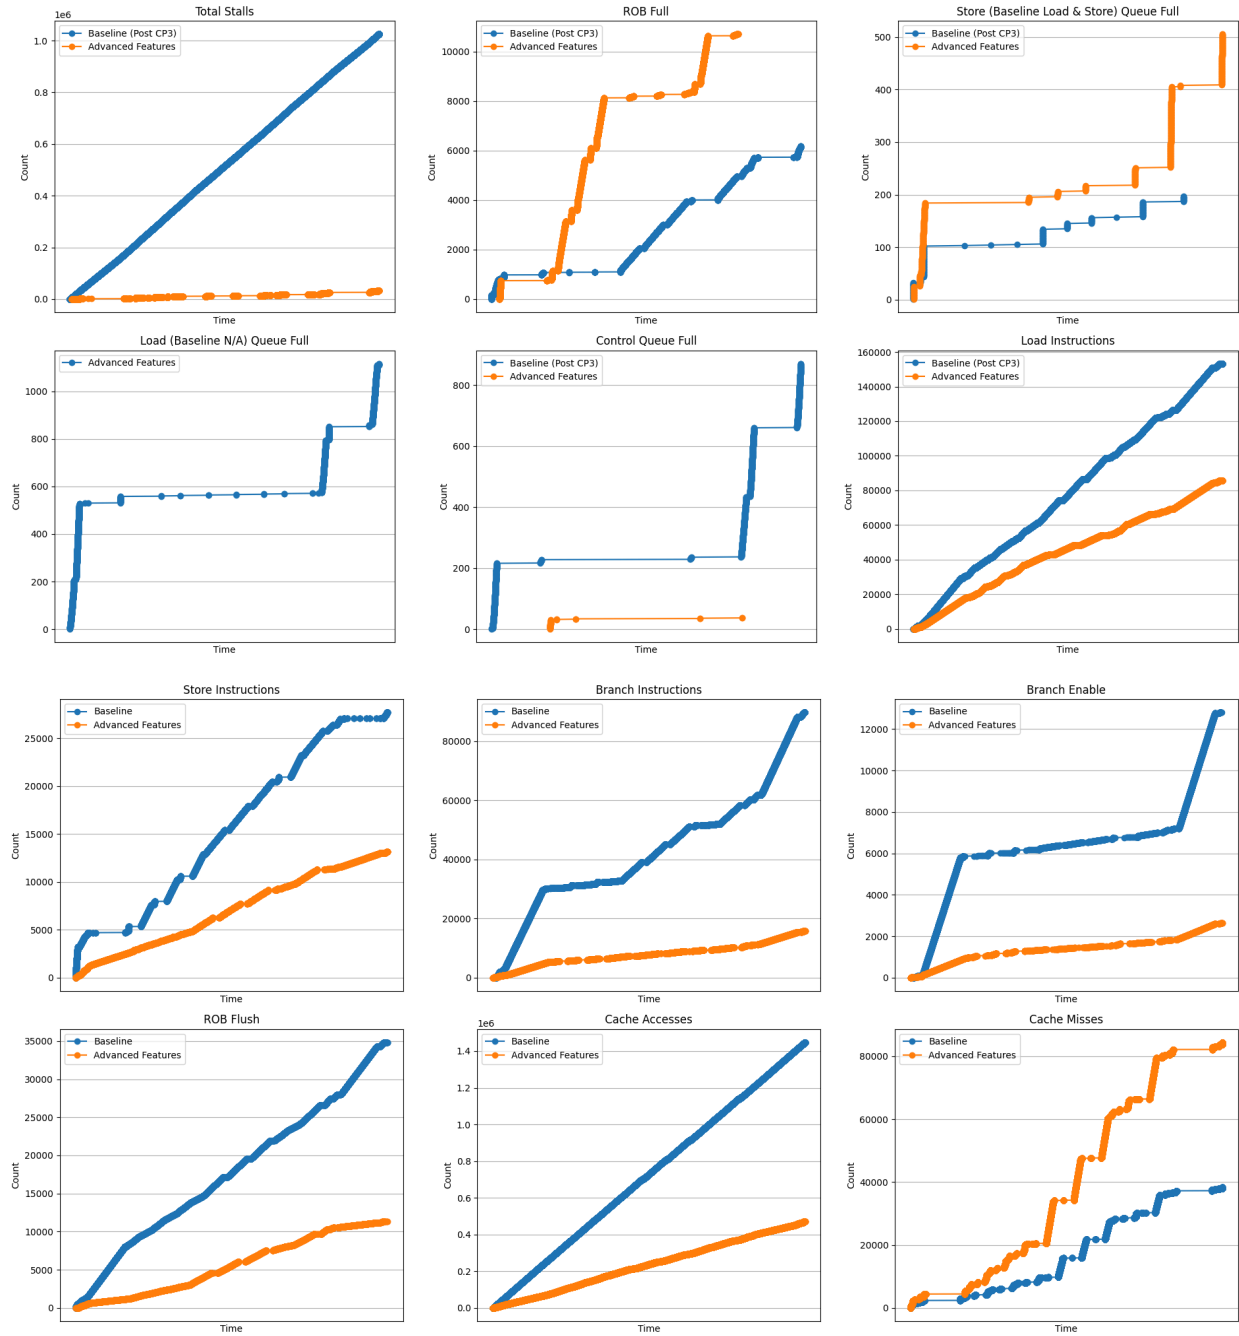 Total Stalls
1e6
Baseline (Post CP3)
Advanced Features
1.0
0.8
0.6
0.4
0.2
0.0
Count
Time
ROB Full
Baseline (Post CP3)
Advanced Features
10000
8000
6000
4000
2000
0
Count
Time
Store (Baseline Load & Store) Queue Full
Baseline (Post CP3)
Advanced Features
500
400
300
200
100
0
Count
Time
Load (Baseline N/A) Queue Full
Advanced Features
1000
800
600
400
200
0
Count
Time
Control Queue Full
Baseline (Post CP3)
Advanced Features
800
600
400
200
0
Count
Time
Load Instructions
Baseline (Post CP3)
Advanced Features
160000
140000
120000
100000
80000
60000
40000
20000
0
Count
Time
Store Instructions
Baseline
Advanced Features
25000
20000
15000
10000
5000
0
Count
Time
Branch Instructions
Baseline
Advanced Features
80000
60000
40000
20000
0
Count
Time
Branch Enable
Baseline
Advanced Features
12000
10000
8000
6000
4000
2000
0
Count
Time
ROB Flush
Baseline
Advanced Features
35000
30000
25000
20000
15000
10000
5000
0
Count
Time
Cache Accesses
1e6
Baseline
Advanced Features
1.4
1.2
1.0
0.8
0.6
0.4
0.2
0.0
Count
Time
Cache Misses
Baseline
Advanced Features
80000
60000
40000
20000
0
Count
Time